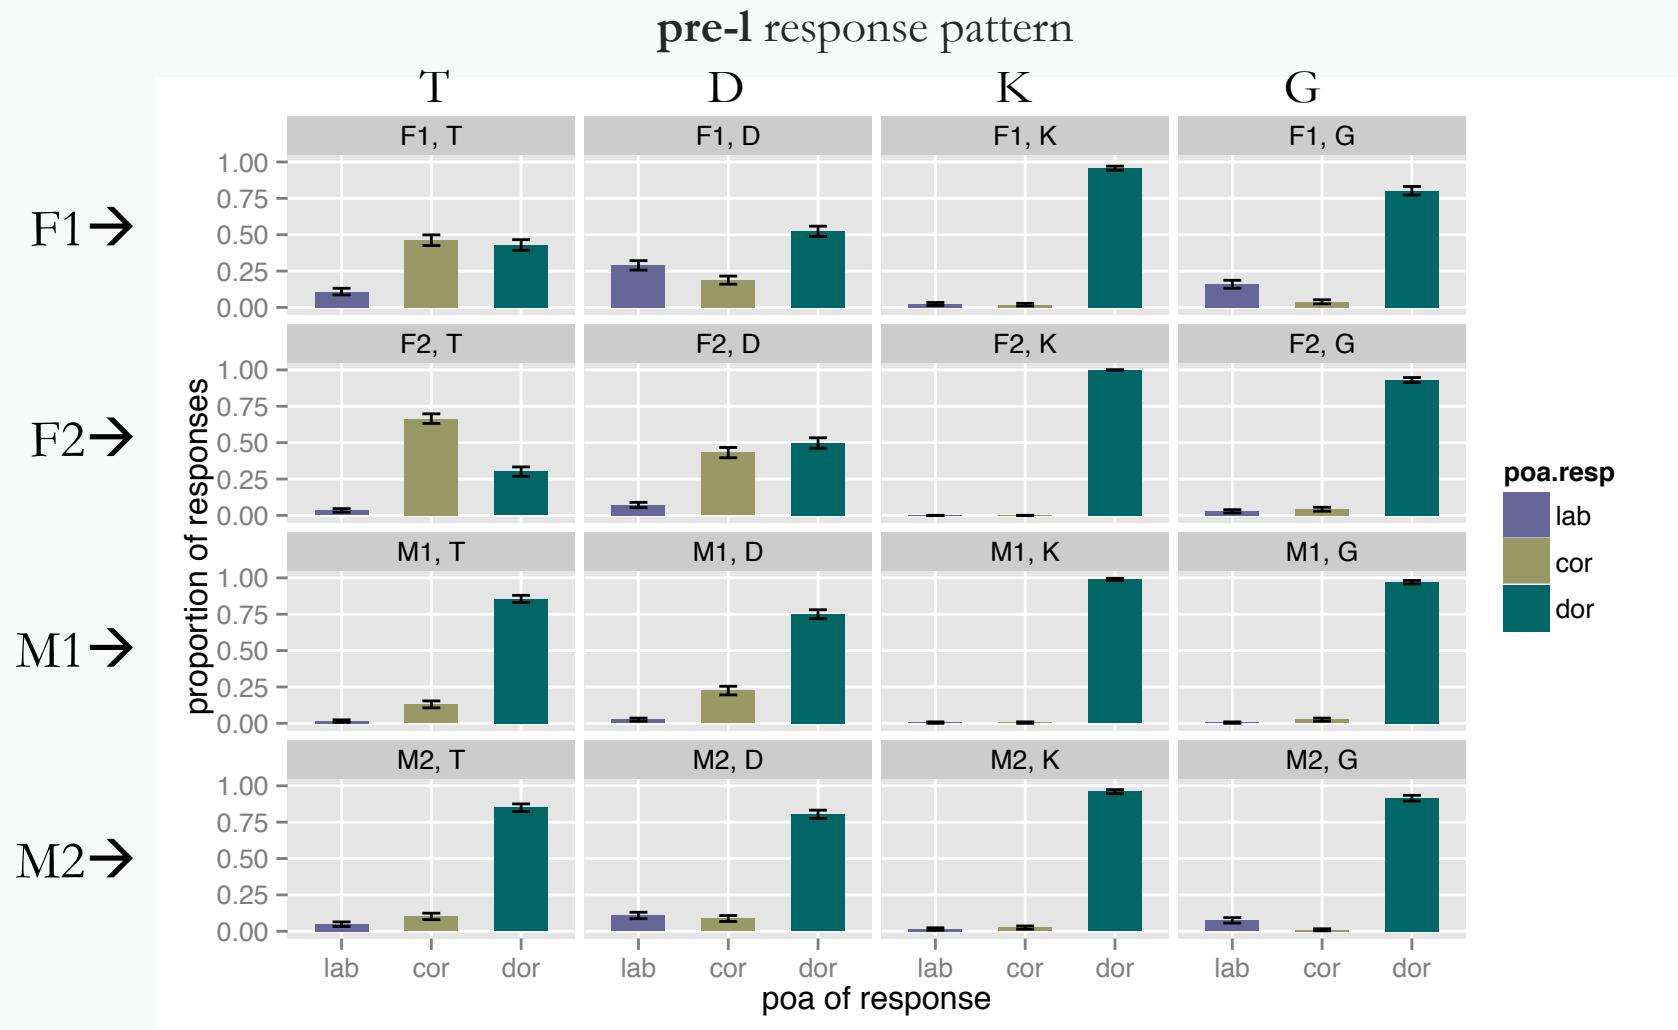 pre-l response pattern
T D K G
F1, T F1, D F1, K F1, G
1.00
0.75
0.50
0.25
0.00
F1→
F2, T F2, D F2, K F2, G
1.00
0.75
0.50
0.25
0.00
F2→
M1, T M1, D M1, K M1, G
1.00
0.75
0.50
0.25
0.00
M1→
M2, T M2, D M2, K M2, G
1.00
0.75
0.50
0.25
0.00
M2→
proportion of responses
lab cor dor lab cor dor lab cor dor lab cor dor
poa of response
poa.resp
lab
cor
dor